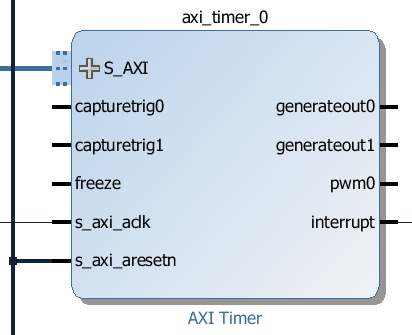 axi_timer_0
S_AXI
capturetrig0
generateout0
capturetrig1
generateout1
freeze
pwm0
s_axi_aclk
interrupt
s_axi_aresetn
AXI Timer